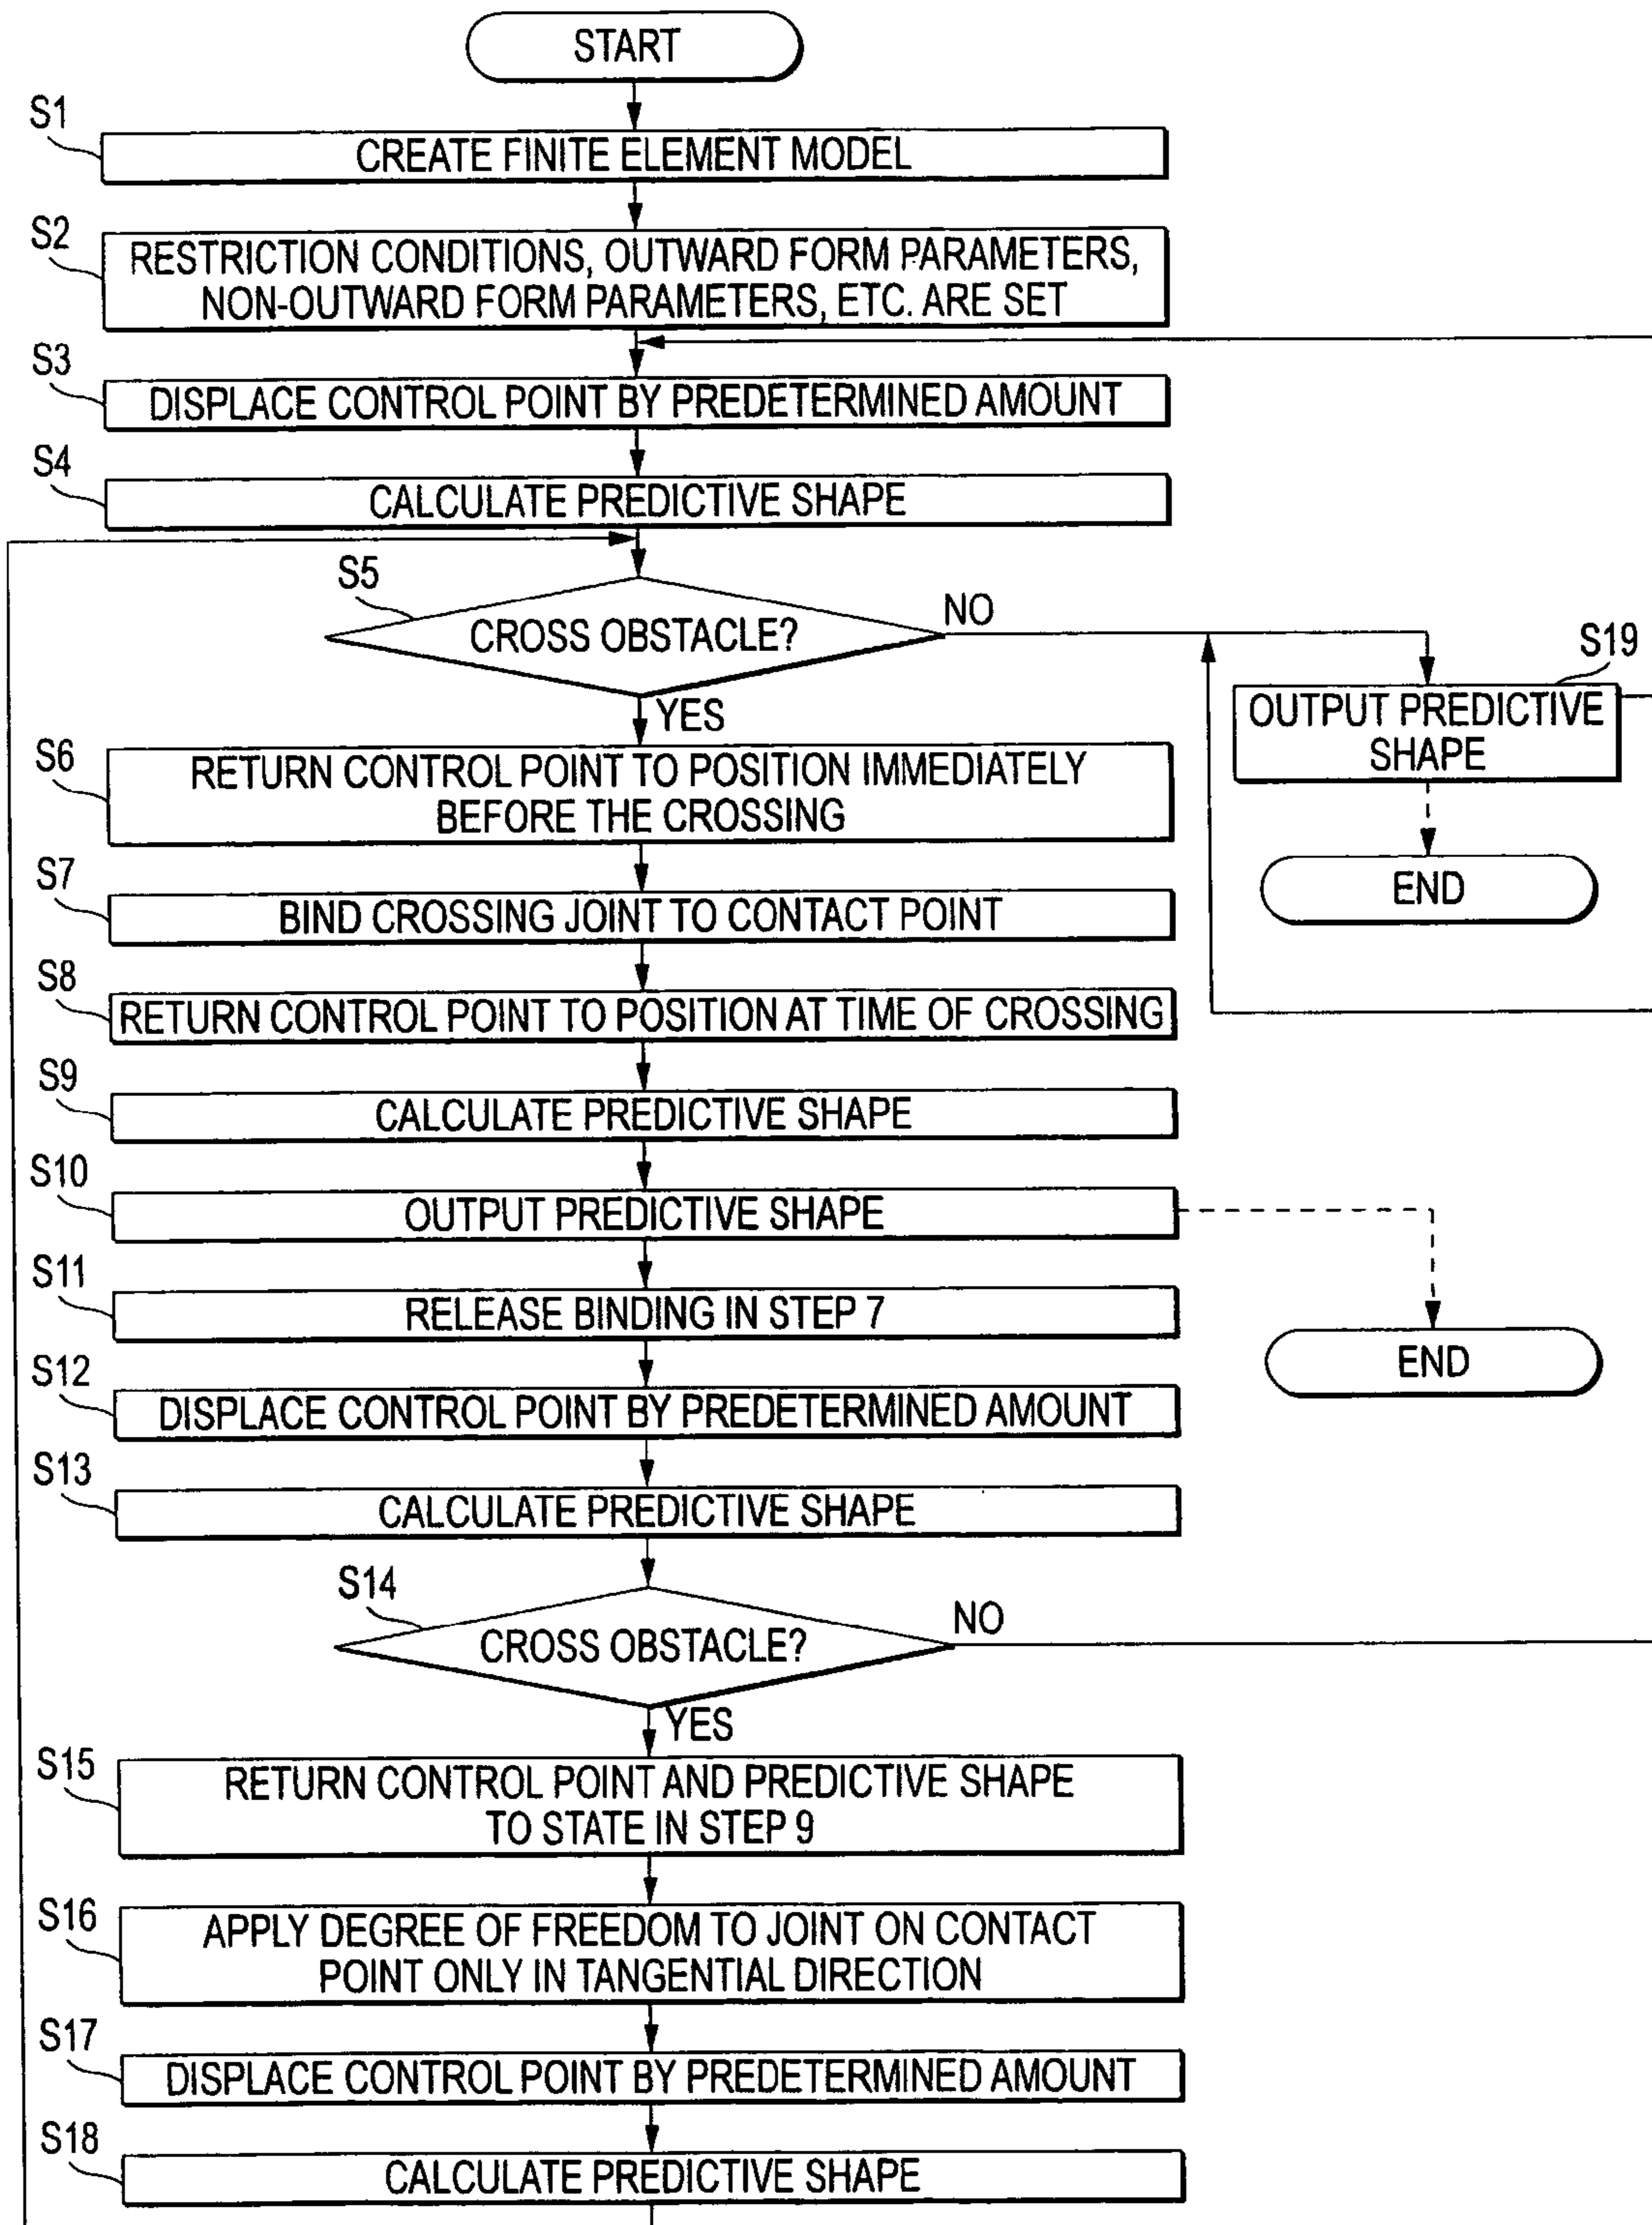 START
S1
CREATE FINITE ELEMENT MODEL
S2
RESTRICTION CONDITIONS, OUTWARD FORM PARAMETERS,
NON-OUTWARD FORM PARAMETERS, ETC. ARE SET
S3
DISPLACE CONTROL POINT BY PREDETERMINED AMOUNT
S4
CALCULATE PREDICTIVE SHAPE
S5
CROSS OBSTACLE?
NO
YES
S19
OUTPUT PREDICTIVE
SHAPE
END
S6
RETURN CONTROL POINT TO POSITION IMMEDIATELY
BEFORE THE CROSSING
S7
BIND CROSSING JOINT TO CONTACT POINT
S8
RETURN CONTROL POINT TO POSITION AT TIME OF CROSSING
S9
CALCULATE PREDICTIVE SHAPE
S10
OUTPUT PREDICTIVE SHAPE
END
S11
RELEASE BINDING IN STEP 7
S12
DISPLACE CONTROL POINT BY PREDETERMINED AMOUNT
S13
CALCULATE PREDICTIVE SHAPE
S14
CROSS OBSTACLE?
NO
YES
S15
RETURN CONTROL POINT AND PREDICTIVE SHAPE
TO STATE IN STEP 9
S16
APPLY DEGREE OF FREEDOM TO JOINT ON CONTACT
POINT ONLY IN TANGENTIAL DIRECTION
S17
DISPLACE CONTROL POINT BY PREDETERMINED AMOUNT
S18
CALCULATE PREDICTIVE SHAPE